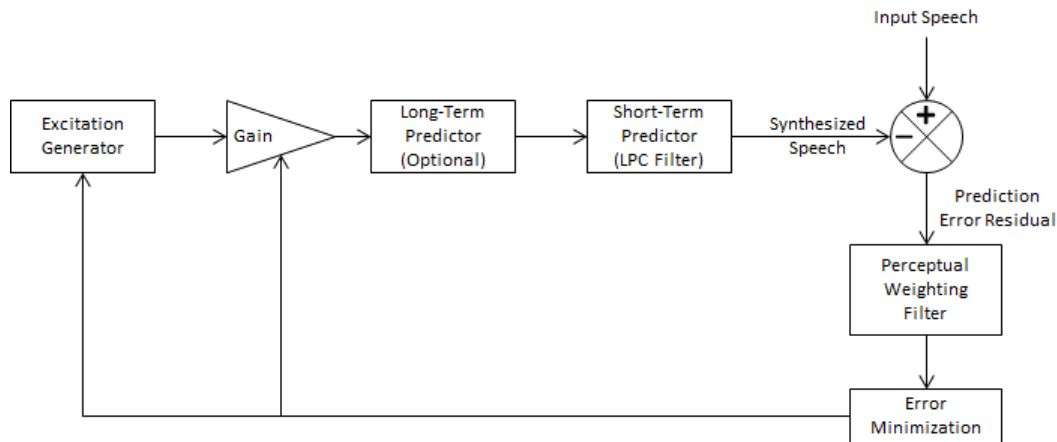 Input Speech
Excitation
Generator
Gain
Long-Term
Predictor
(Optional)
Short-Term
Predictor
(LPC Filter)
Synthesized
Speech
+
−
Prediction
Error Residual
Perceptual
Weighting
Filter
Error
Minimization